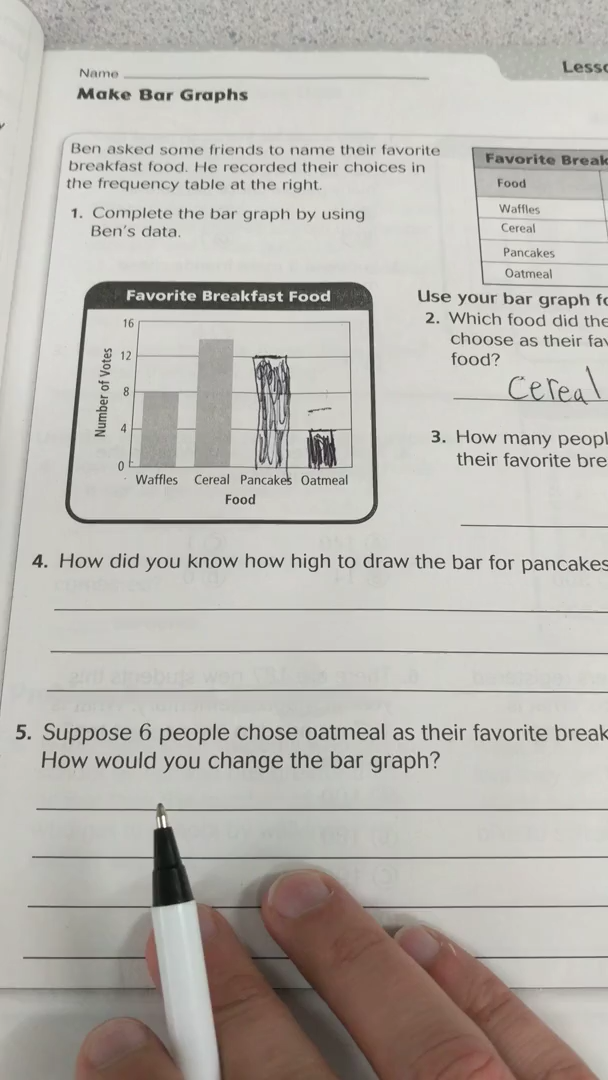 Lesso
Name
Make Bar Graphs
Ben asked some friends to name their favorite
breakfast food. He recorded their choices in
the frequency table at the right.
1. Complete the bar graph by using
Ben's data.
Favorite Break
Food
Waffles
Cereal
Pancakes
Oatmeal
Favorite Breakfast Food
Number of Votes
16
12
8
4
0
Waffles Cereal Pancakes Oatmeal
Food
Use your bar graph fo
2. Which food did the
choose as their fav
food?
Cereal
3. How many peopl
their favorite bre
4. How did you know how high to draw the bar for pancakes
5. Suppose 6 people chose oatmeal as their favorite break
How would you change the bar graph?